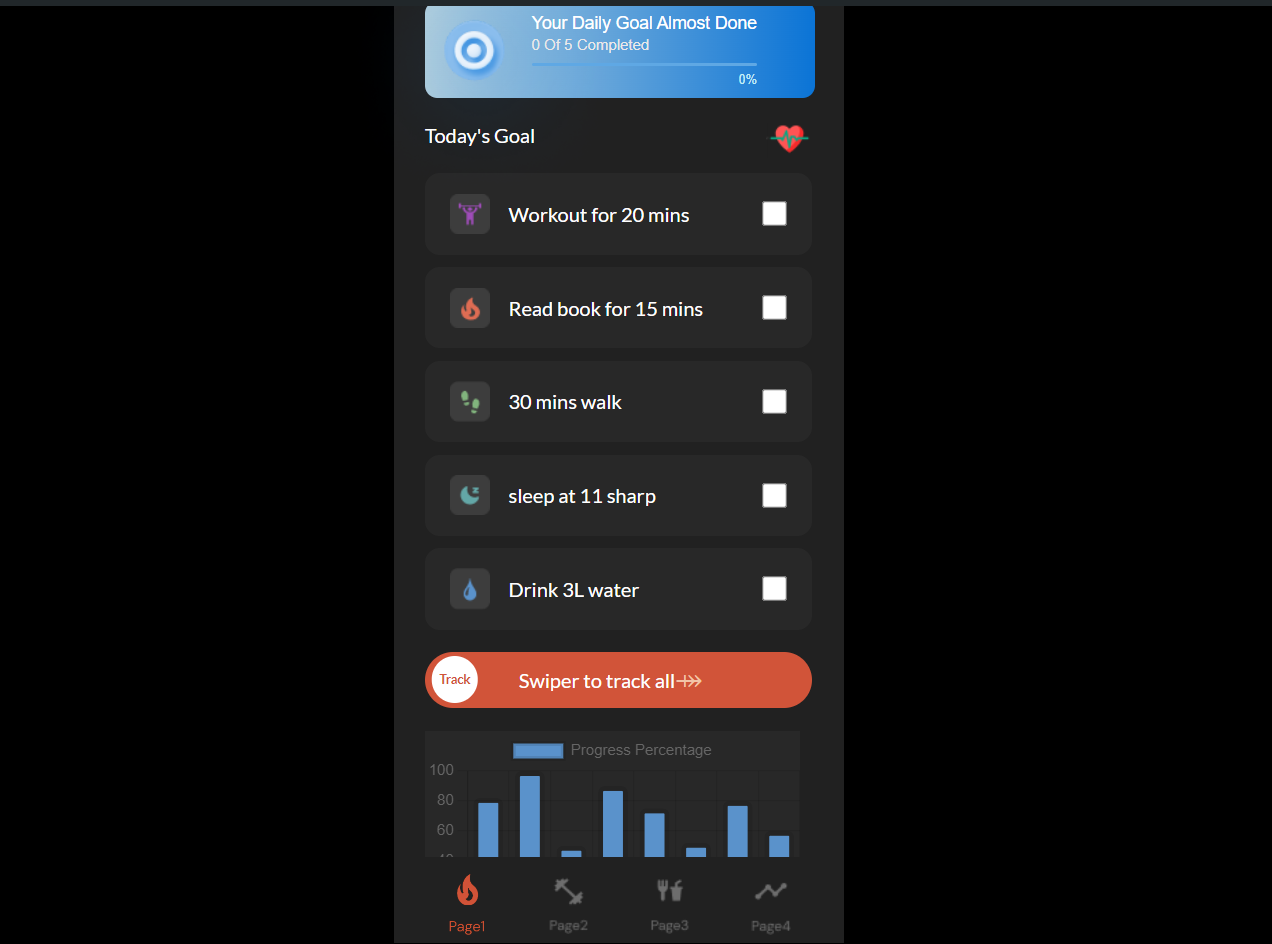 Your Daily Goal Almost Done
0 Of 5 Completed
0%
Today's Goal
Workout for 20 mins
Read book for 15 mins
30 mins walk
sleep at 11 sharp
Drink 3L water
Track Swiper to track all
Progress Percentage
100
80
60
Page1 Page2 Page3 Page4